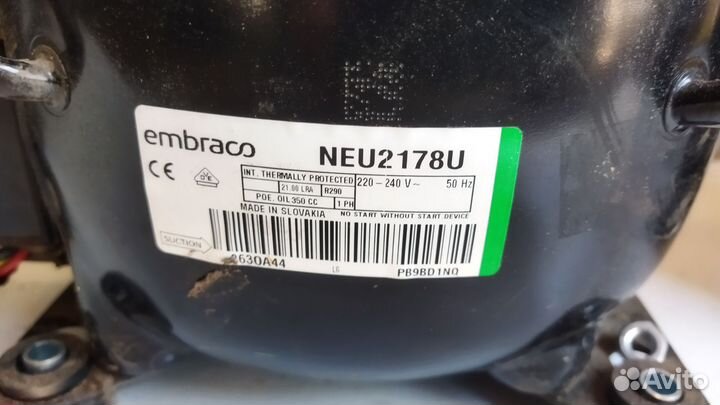 embraco
NEU2178U
CE
INT. THERMALLY PROTECTED
21.00 LRA R290
POE. OIL 350 CC 1 PH
220 - 240 V ~ 50 Hz
MADE IN SLOVAKIA NO START WITHOUT START DEVICE
SUCTION
2630A44 LG PB9BD1NQ
Avito